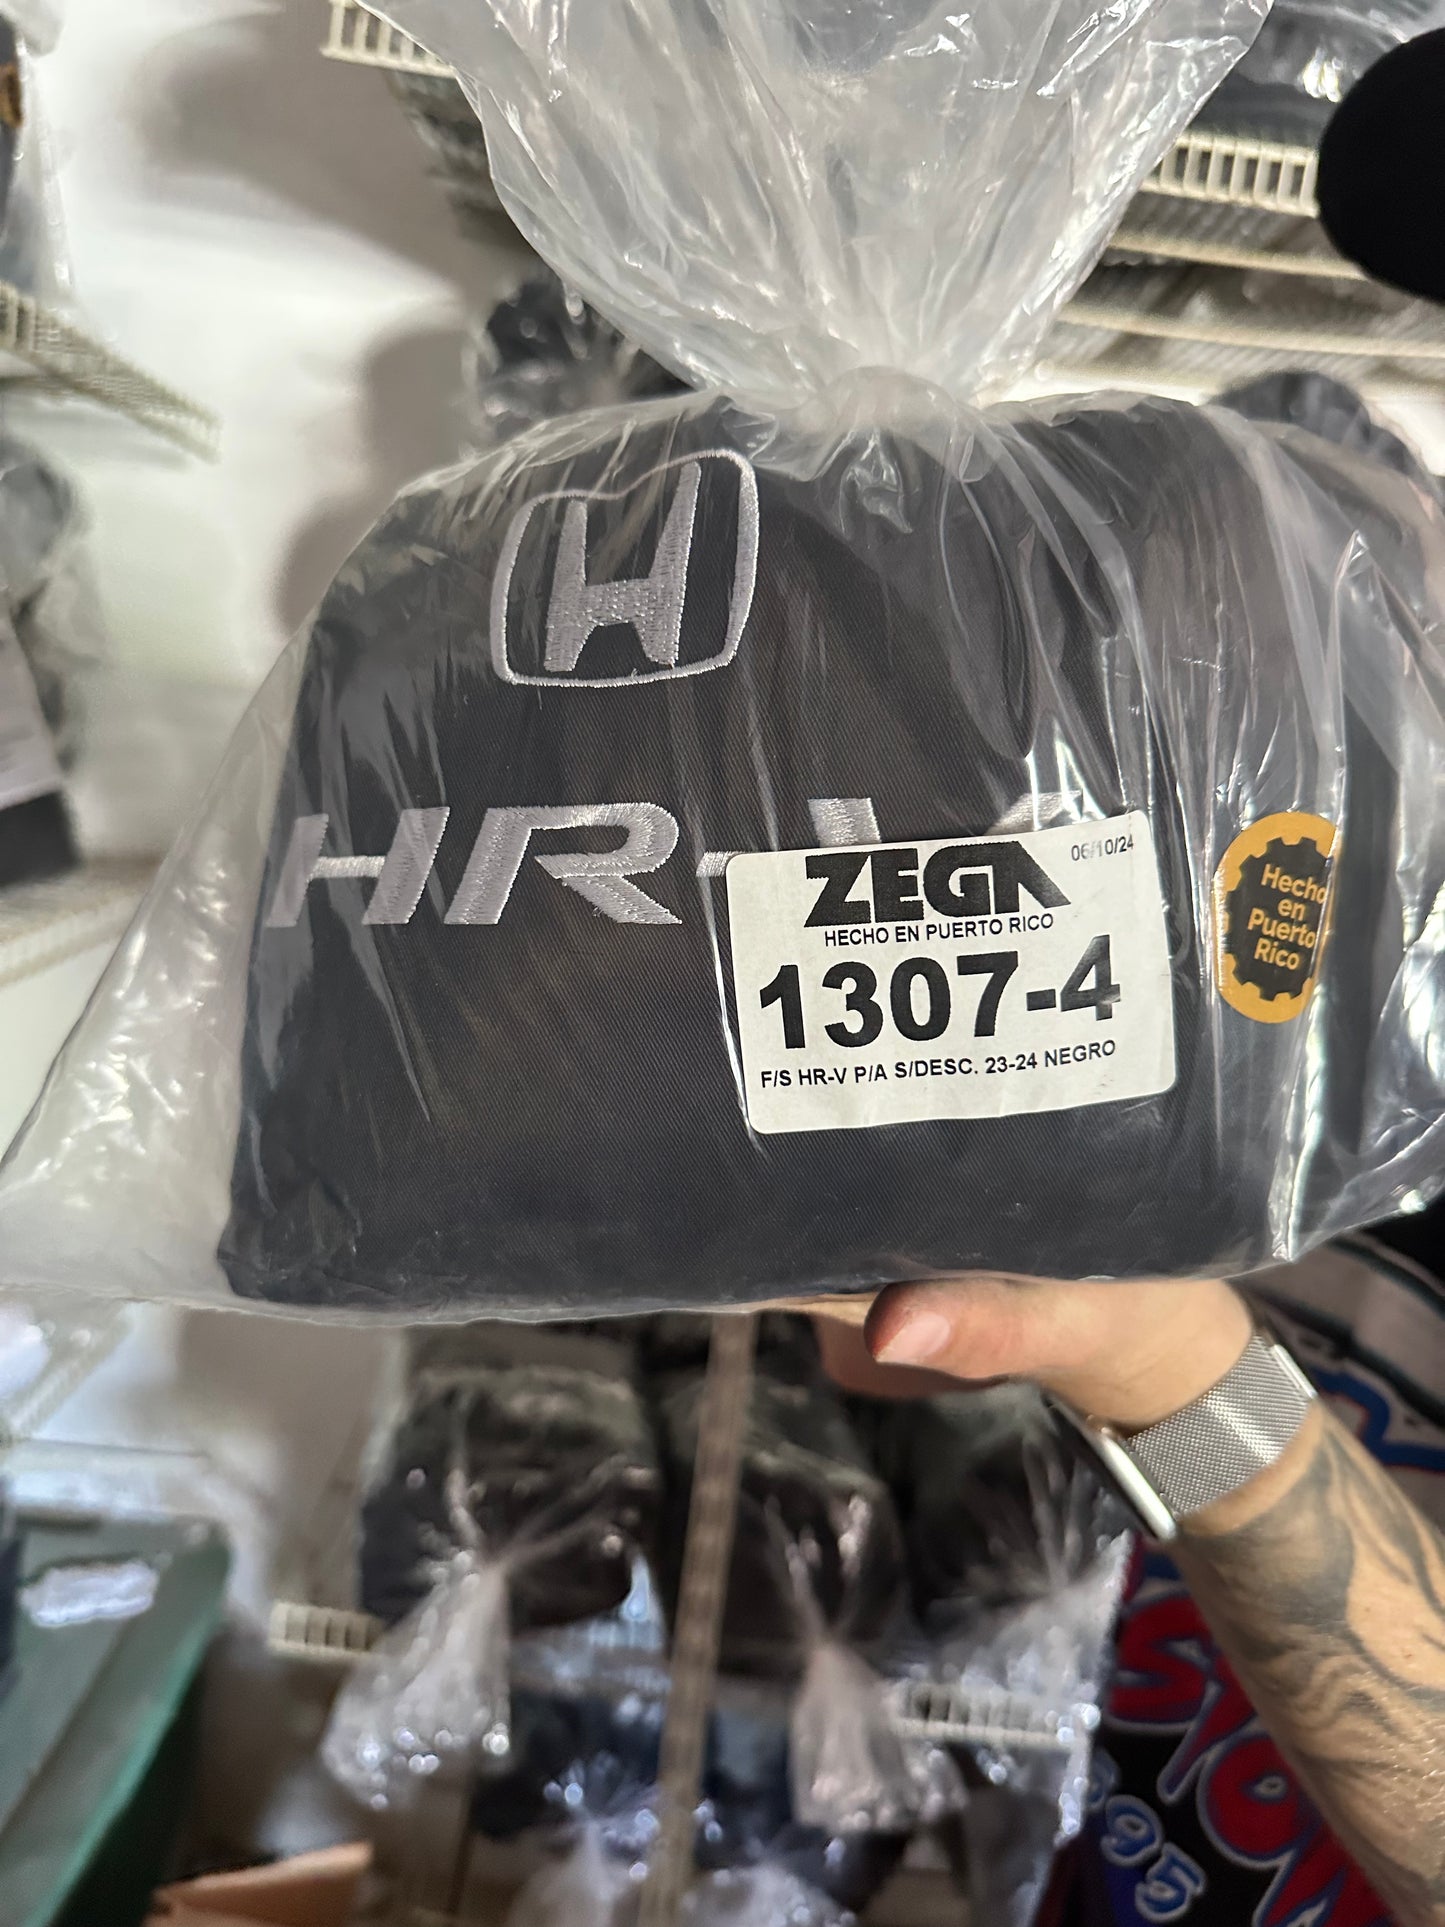 HR-V
ZEGA
06/10/24
HECHO EN PUERTO RICO
1307-4
F/S HR-V P/A S/DESC. 23-24 NEGRO
Hecho
en
Puerto
Rico
895